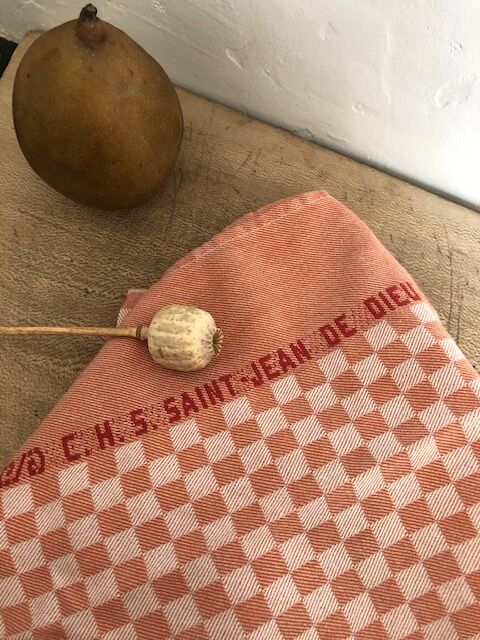 C. H. S. SAINT-JEAN DE DIEU